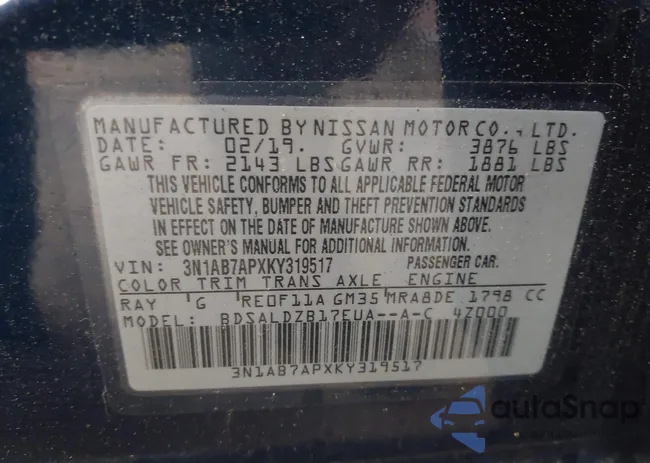 MANUFACTURED BY NISSAN MOTOR CO., LTD.
DATE: 02/19. GVWR: 3876 LBS
GAWR FR: 2143 LBS GAWR RR: 1881 LBS
THIS VEHICLE CONFORMS TO ALL APPLICABLE FEDERAL MOTOR
VEHICLE SAFETY, BUMPER AND THEFT PREVENTION STANDARDS
IN EFFECT ON THE DATE OF MANUFACTURE SHOWN ABOVE.
SEE OWNER'S MANUAL FOR ADDITIONAL INFORMATION.
VIN: 3N1AB7APXKY319517 PASSENGER CAR.
COLOR TRIM TRANS AXLE ENGINE
RAY G RE0F11A GM35 MRA8DE 1798 CC
MODEL: BDSALDZB17EUA--A-C 4Z000
3N1AB7APXKY319517
autoSnap